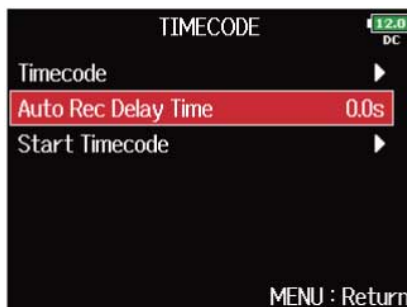 TIMECODE
12.0
DC
Timecode
Auto Rec Delay Time 0.0s
Start Timecode
MENU : Return